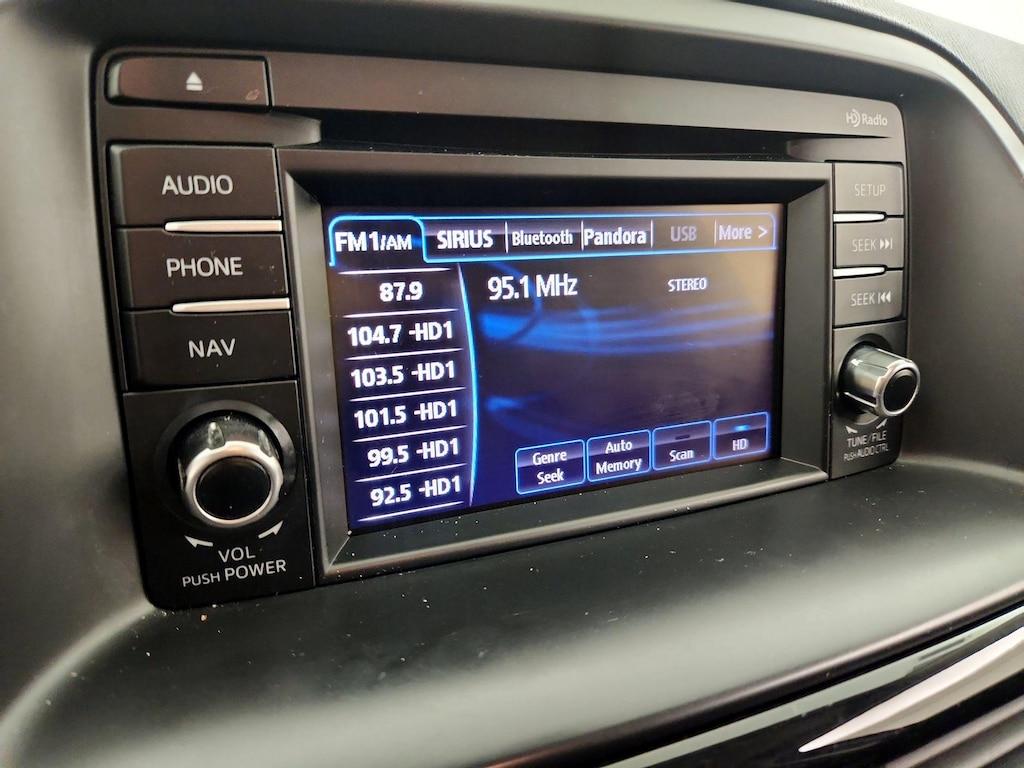 HD Radio
AUDIO
PHONE
NAV
VOL
PUSH POWER
FM1/AM SIRIUS Bluetooth Pandora USB More >
87.9
104.7 -HD1
103.5 -HD1
101.5 -HD1
99.5 -HD1
92.5 -HD1
95.1 MHz STEREO
Genre
Seek
Auto
Memory
Scan
HD
SETUP
SEEK
SEEK
TUNE/FILE
PUSH AUDIO CTRL